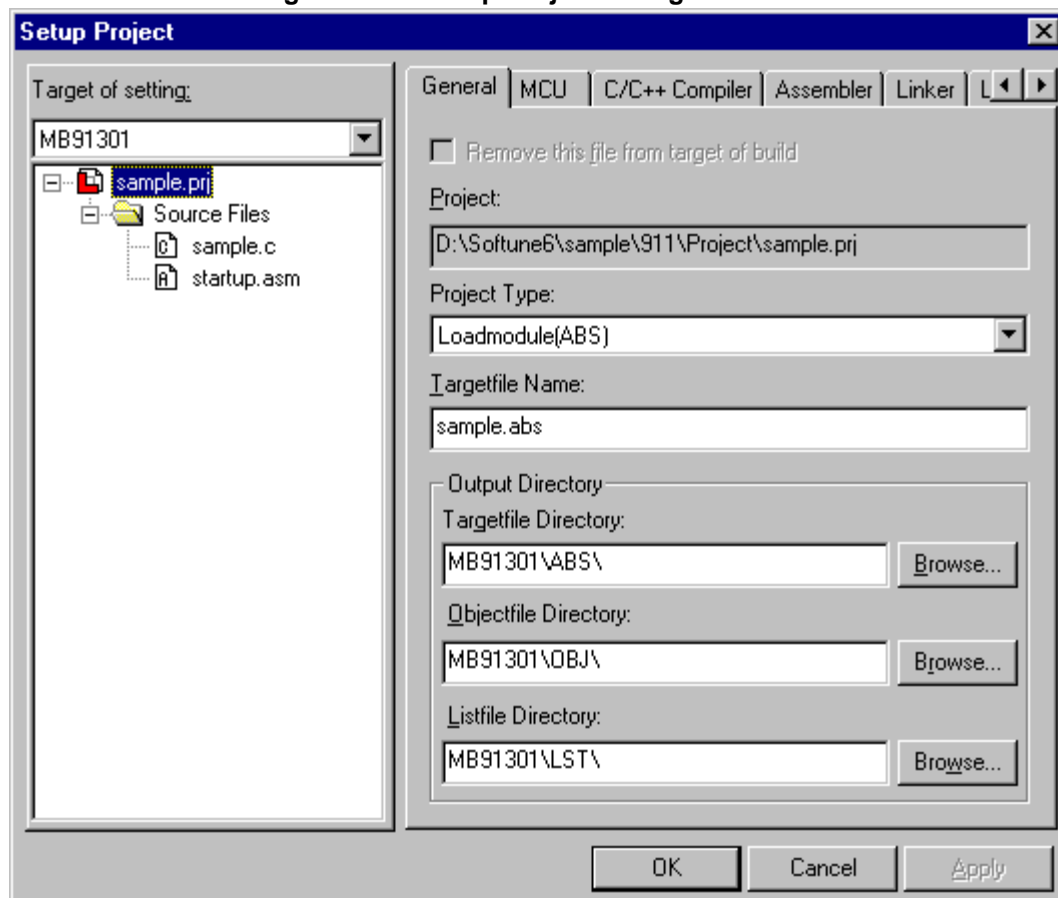 Setup Project
Target of setting:
MB91301
sample.prj
Source Files
sample.c
startup.asm
General MCU C/C++ Compiler Assembler Linker L
Remove this file from target of build
Project:
D:\Softune6\sample\911\Project\sample.prj
Project Type:
Loadmodule(ABS)
Targetfile Name:
sample.abs
Output Directory
Targetfile Directory:
MB91301\ABS\
Browse...
Objectfile Directory:
MB91301\OBJ\
Browse...
Listfile Directory:
MB91301\LST\
Browse...
OK Cancel Apply